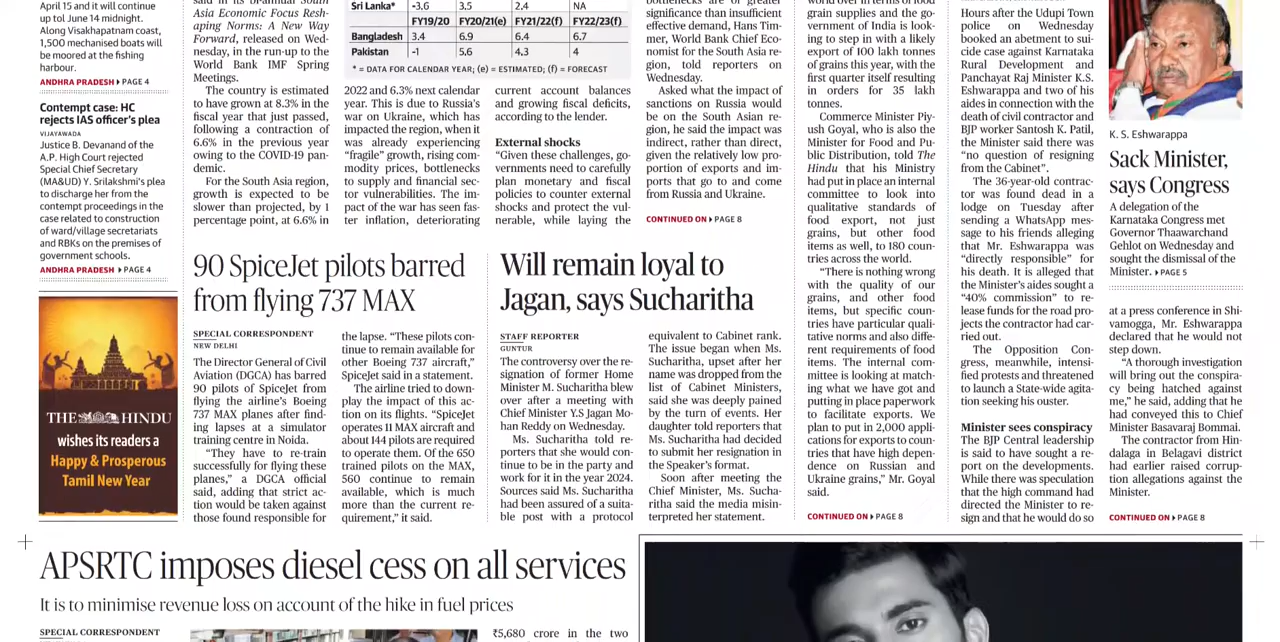 April 15 and it will continue
up tol June 14 midnight.
Along Visakhapatnam coast,
1,500 mechanised boats will
be moored at the fishing
harbour.
ANDHRA PRADESH PAGE 4
Contempt case: HC
rejects IAS officer's plea
VIJAYAWADA
Justice B. Devanand of the
A.P. High Court rejected
Special Chief Secretary
(MA&UD) Y. Srilakshmi's plea
to discharge her from the
contempt proceedings in the
case related to construction
of ward/village secretariats
and RBKs on the premises of
government schools.
ANDHRA PRADESH PAGE 4
THE HINDU
wishes its readers a
Happy & Prosperous
Tamil New Year
said in its bi-annual South
Asia Economic Focus Resh-
aping Norms: A New Way
Forward, released on Wed-
nesday, in the run-up to the
World Bank IMF Spring
Meetings.
The country is estimated
to have grown at 8.3% in the
fiscal year that just passed,
following a contraction of
6.6% in the previous year
owing to the COVID-19 pan-
demic.
For the South Asia region,
growth is expected to be
slower than projected, by 1
percentage point, at 6.6% in
Sri Lanka* -3.6 3.5 2.4 NA
FY19/20 FY20/21(e) FY21/22(f) FY22/23(f)
Bangladesh 3.4 6.9 6.4 6.7
Pakistan -1 5.6 4.3 4
* = DATA FOR CALENDAR YEAR; (e) = ESTIMATED; (f) = FORECAST
2022 and 6.3% next calendar
year. This is due to Russia's
war on Ukraine, which has
impacted the region, when it
was already experiencing
"fragile" growth, rising com-
modity prices, bottlenecks
to supply and financial sec-
tor vulnerabilities. The im-
pact of the war has seen fas-
ter inflation, deteriorating
current account balances
and growing fiscal deficits,
according to the lender.
External shocks
"Given these challenges, go-
vernments need to carefully
plan monetary and fiscal
policies to counter external
shocks and protect the vul-
nerable, while laying the
bottlenecks are of greater
significance than insufficient
effective demand, Hans Tim-
mer, World Bank Chief Eco-
nomist for the South Asia re-
gion, told reporters on
Wednesday.
Asked what the impact of
sanctions on Russia would
be on the South Asian re-
gion, he said the impact was
indirect, rather than direct,
given the relatively low pro-
portion of exports and im-
ports that go to and come
from Russia and Ukraine.
CONTINUED ON PAGE 8
90 SpiceJet pilots barred
from flying 737 MAX
SPECIAL CORRESPONDENT
NEW DELHI
The Director General of Civil
Aviation (DGCA) has barred
90 pilots of SpiceJet from
flying the airline's Boeing
737 MAX planes after find-
ing lapses at a simulator
training centre in Noida.
"They have to re-train
successfully for flying these
planes," a DGCA official
said, adding that strict ac-
tion would be taken against
those found responsible for
the lapse. "These pilots con-
tinue to remain available for
other Boeing 737 aircraft,"
SpiceJet said in a statement.
The airline tried to down-
play the impact of this ac-
tion on its flights. "SpiceJet
operates 11 MAX aircraft and
about 144 pilots are required
to operate them. Of the 650
trained pilots on the MAX,
560 continue to remain
available, which is much
more than the current re-
quirement," it said.
Will remain loyal to
Jagan, says Sucharitha
STAFF REPORTER
GUNTUR
The controversy over the re-
signation of former Home
Minister M. Sucharitha blew
over after a meeting with
Chief Minister Y.S Jagan Mo-
han Reddy on Wednesday.
Ms. Sucharitha told re-
porters that she would con-
tinue to be in the party and
work for it in the year 2024.
Sources said Ms. Sucharitha
had been assured of a suita-
ble post with a protocol
equivalent to Cabinet rank.
The issue began when Ms.
Sucharitha, upset after her
name was dropped from the
list of Cabinet Ministers,
said she was deeply pained
by the turn of events. Her
daughter told reporters that
Ms. Sucharitha had decided
to submit her resignation in
the Speaker's format.
Soon after meeting the
Chief Minister, Ms. Sucha-
ritha said the media misin-
terpreted her statement.
world over in terms of food
grain supplies and the go-
vernment of India is look-
ing to step in with a likely
export of 100 lakh tonnes
of grains this year, with the
first quarter itself resulting
in orders for 35 lakh
tonnes.
Commerce Minister Piy-
ush Goyal, who is also the
Minister for Food and Pu-
blic Distribution, told The
Hindu that his Ministry
had put in place an internal
committee to look into
qualitative standards of
food export, not just
grains, but other food
items as well, to 180 coun-
tries across the world.
"There is nothing wrong
with the quality of our
grains, and other food
items, but specific coun-
tries have particular quali-
tative norms and also diffe-
rent requirements of food
items. The internal com-
mittee is looking at match-
ing what we have got and
putting in place paperwork
to facilitate exports. We
plan to put in 2,000 appli-
cations for exports to coun-
tries that have high depen-
dence on Russian and
Ukraine grains," Mr. Goyal
said.
CONTINUED ON PAGE 8
Hours after the Udupi Town
police on Wednesday
booked an abetment to sui-
cide case against Karnataka
Rural Development and
Panchayat Raj Minister K.S.
Eshwarappa and two of his
aides in connection with the
death of civil contractor and
BJP worker Santosh K. Patil,
the Minister said there was
"no question of resigning
from the Cabinet".
The 36-year-old contrac-
tor was found dead in a
lodge on Tuesday after
sending a WhatsApp mes-
sage to his friends alleging
that Mr. Eshwarappa was
"directly responsible" for
his death. It is alleged that
the Minister's aides sought a
"40% commission" to re-
lease funds for the road pro-
jects the contractor had car-
ried out.
The Opposition Con-
gress, meanwhile, intensi-
fied protests and threatened
to launch a State-wide agita-
tion seeking his ouster.
Minister sees conspiracy
The BJP Central leadership
is said to have sought a re-
port on the developments.
While there was speculation
that the high command had
directed the Minister to re-
sign and that he would do so
K. S. Eshwarappa
Sack Minister,
says Congress
A delegation of the
Karnataka Congress met
Governor Thaawarchand
Gehlot on Wednesday and
sought the dismissal of the
Minister. PAGE 5
at a press conference in Shi-
vamogga, Mr. Eshwarappa
declared that he would not
step down.
"A thorough investigation
will bring out the conspira-
cy being hatched against
me," he said, adding that he
had conveyed this to Chief
Minister Basavaraj Bommai.
The contractor from Hin-
dalaga in Belagavi district
had earlier raised corrup-
tion allegations against the
Minister.
CONTINUED ON PAGE 8
APSRTC imposes diesel cess on all services
It is to minimise revenue loss on account of the hike in fuel prices
SPECIAL CORRESPONDENT
₹5,680 crore in the two